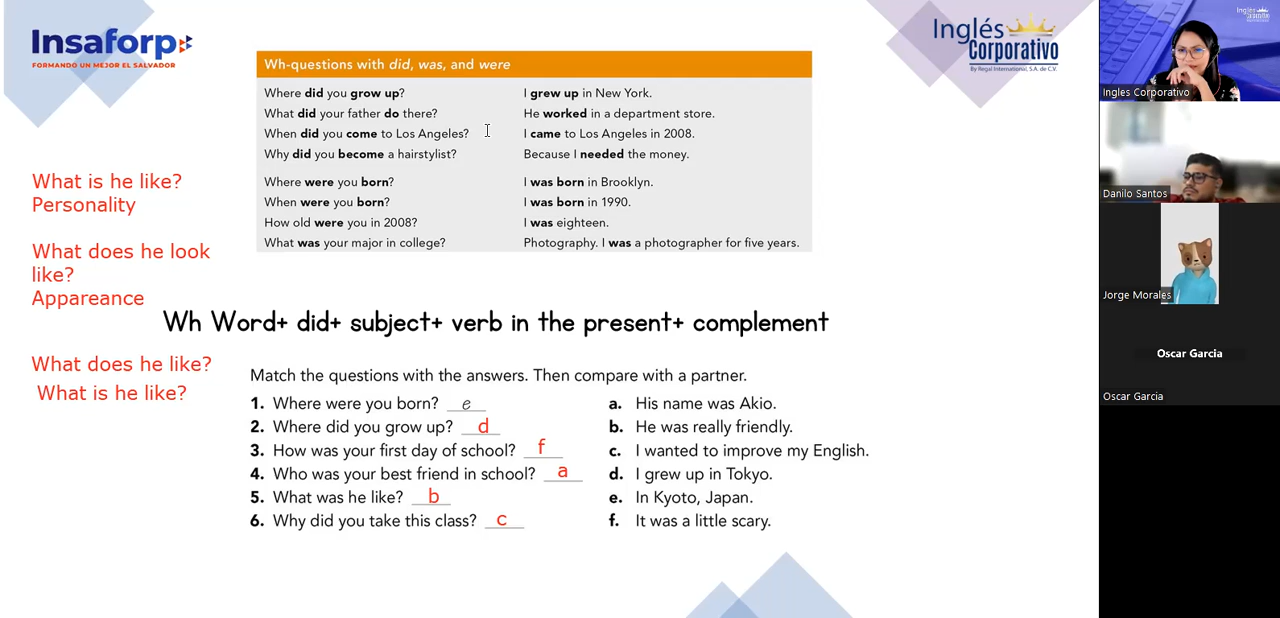 Insaforp
FORMANDO UN MEJOR EL SALVADOR
Inglés
Corporativo
By Regal International, S.A. de C.V.
Wh-questions with did, was, and were
Where did you grow up? I grew up in New York.
What did your father do there? He worked in a department store.
When did you come to Los Angeles? I came to Los Angeles in 2008.
Why did you become a hairstylist? Because I needed the money.
Where were you born? I was born in Brooklyn.
When were you born? I was born in 1990.
How old were you in 2008? I was eighteen.
What was your major in college? Photography. I was a photographer for five years.
What is he like?
Personality
What does he look
like?
Appareance
Wh Word+ did+ subject+ verb in the present+ complement
What does he like?
What is he like?
Match the questions with the answers. Then compare with a partner.
1. Where were you born? e a. His name was Akio.
2. Where did you grow up? d b. He was really friendly.
3. How was your first day of school? f c. I wanted to improve my English.
4. Who was your best friend in school? a d. I grew up in Tokyo.
5. What was he like? b e. In Kyoto, Japan.
6. Why did you take this class? c f. It was a little scary.
Inglés
Corporativo
Ingles Corporativo
Danilo Santos
Jorge Morales
Oscar Garcia
Oscar Garcia